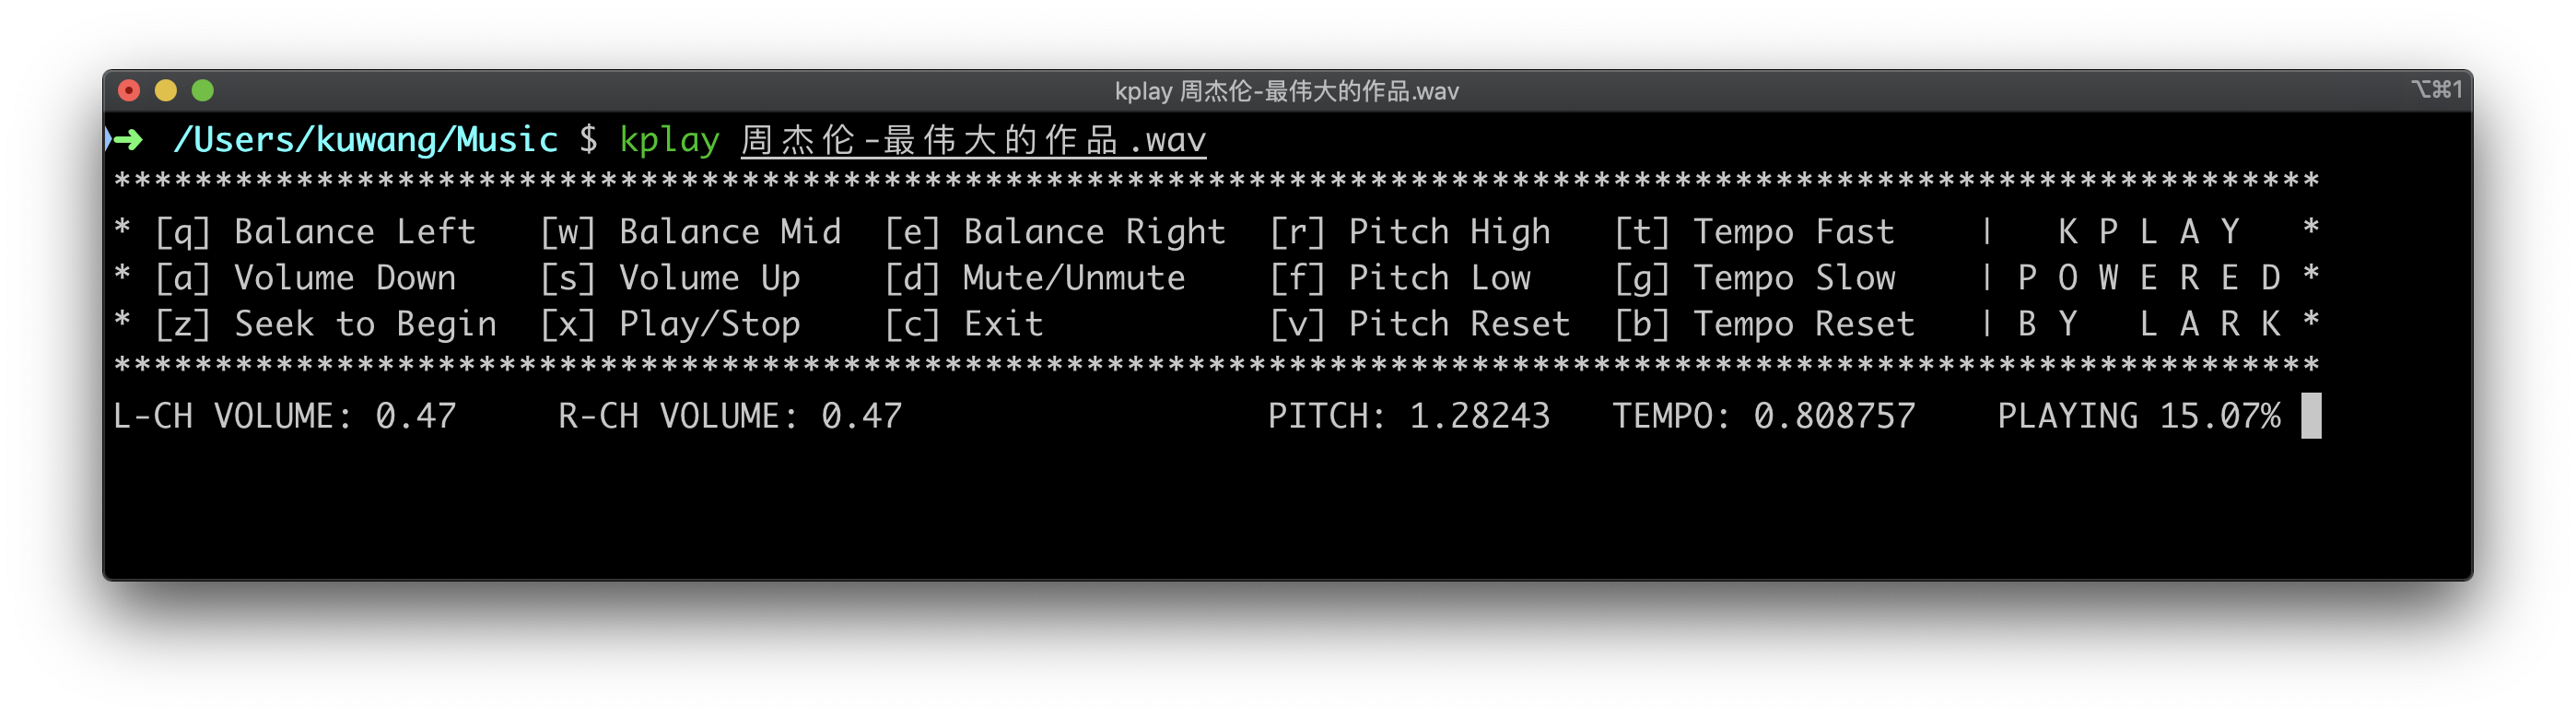 kplay 周杰伦-最伟大的作品.wav ⌥⌘1
➜ /Users/kuwang/Music $ kplay 周杰伦-最伟大的作品.wav
*************************************************************************************************************
* [q] Balance Left   [w] Balance Mid  [e] Balance Right  [r] Pitch High   [t] Tempo Fast    |   K P L A Y   *
* [a] Volume Down    [s] Volume Up    [d] Mute/Unmute    [f] Pitch Low    [g] Tempo Slow    | P O W E R E D *
* [z] Seek to Begin  [x] Play/Stop    [c] Exit           [v] Pitch Reset  [b] Tempo Reset   | B Y   L A R K *
*************************************************************************************************************
L-CH VOLUME: 0.47     R-CH VOLUME: 0.47                  PITCH: 1.28243   TEMPO: 0.808757    PLAYING 15.07%